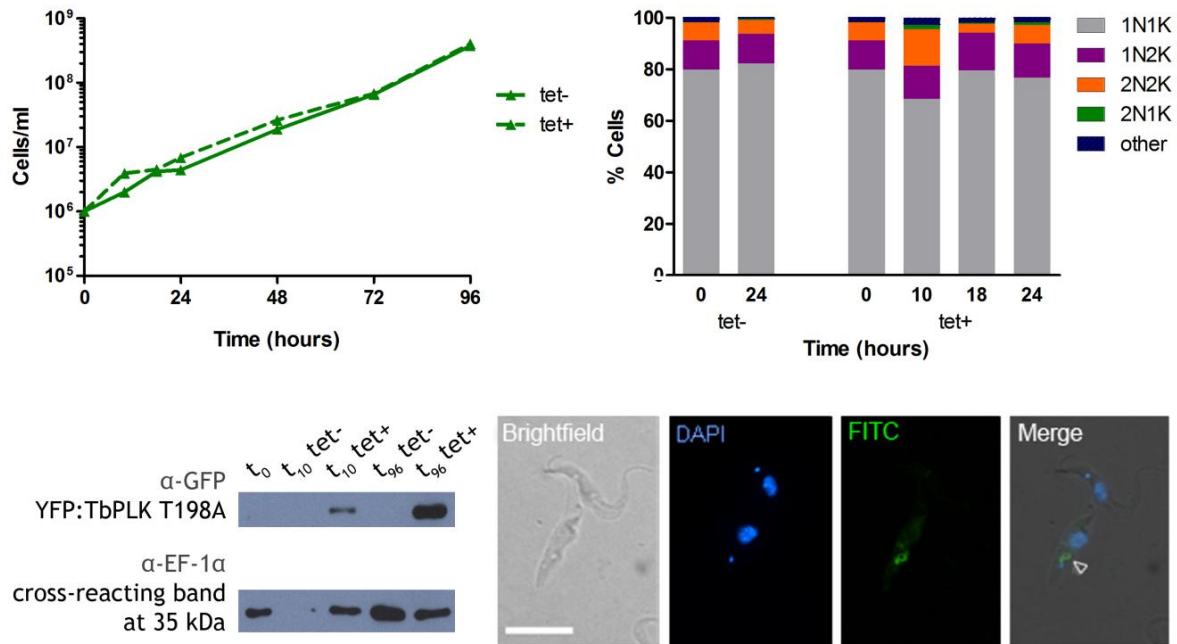 10⁹
10⁸
10⁷
10⁶
10⁵
Cells/ml
0 24 48 72 96
Time (hours)
tet-
tet+
100
80
60
40
20
0
% Cells
0 24 0 10 18 24
tet- tet+
Time (hours)
1N1K
1N2K
2N2K
2N1K
other
t₀ t₁₀ tet- t₁₀ tet+ t₉₆ tet- t₉₆ tet+
α-GFP
YFP:TbPLK T198A
α-EF-1α
cross-reacting band
at 35 kDa
Brightfield DAPI FITC Merge